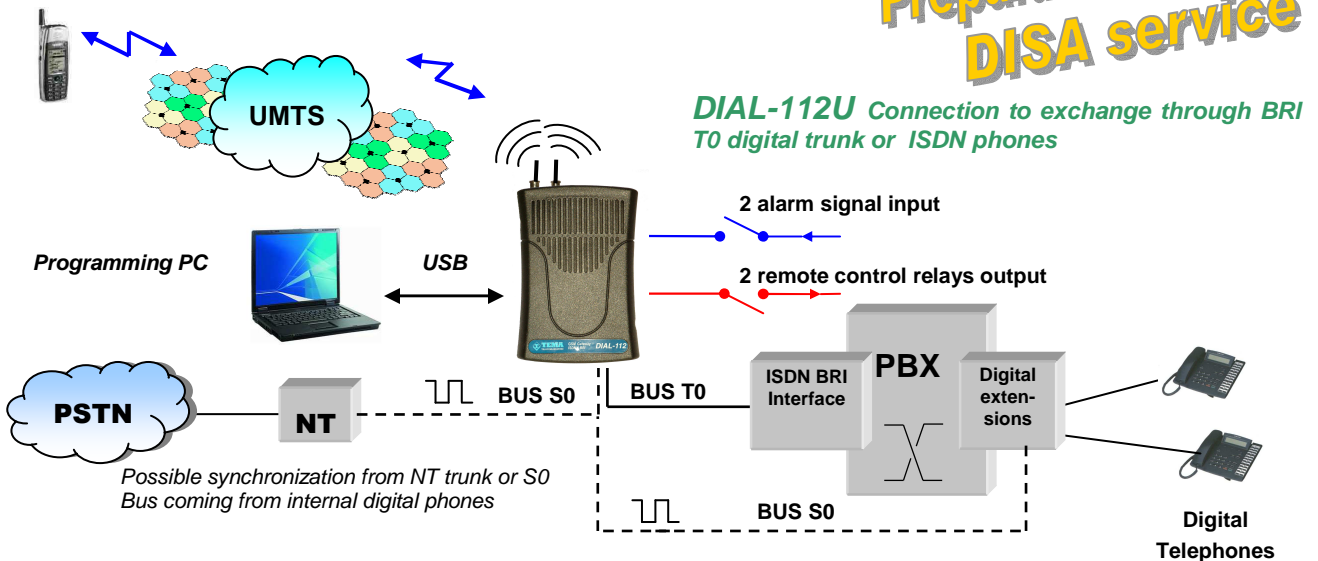 DISA service
UMTS
DIAL-112U Connection to exchange through BRI
T0 digital trunk or ISDN phones
2 alarm signal input
Programming PC
USB
2 remote control relays output
TEMA
DIAL-112
PBX
ISDN BRI
Interface
Digital
exten-
sions
BUS S0
BUS T0
PSTN
NT
Possible synchronization from NT trunk or S0
Bus coming from internal digital phones
BUS S0
Digital
Telephones